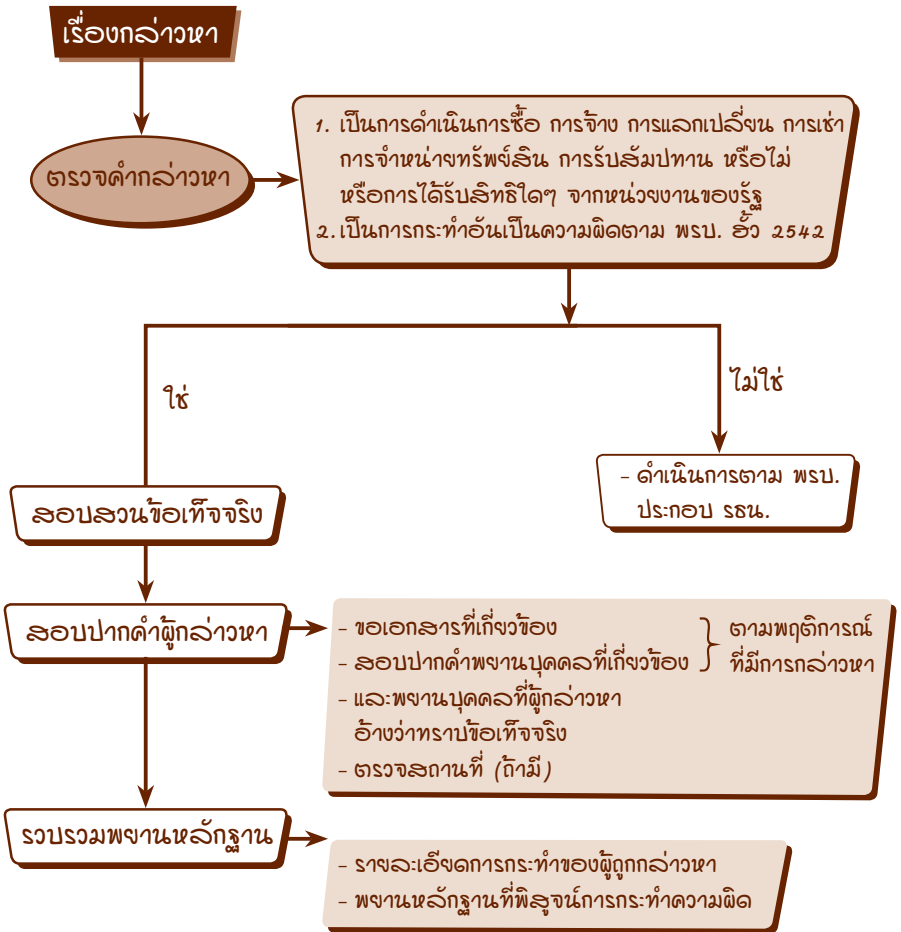 เรื่องกล่าวหา
ตรวจคำกล่าวหา
1. เป็นการดำเนินการซื้อ การจ้าง การแลกเปลี่ยน การเช่า
การจำหน่ายทรัพย์สิน การรับสัมปทาน หรือไม่
หรือการได้รับสิทธิใดๆ จากหน่วยงานของรัฐ
2. เป็นการกระทำอันเป็นความผิดตาม พรบ. ฮั้ว 2542
ใช่
ไม่ใช่
- ดำเนินการตาม พรบ.
ประกอบ รธน.
สอบสวนข้อเท็จจริง
สอบปากคำผู้กล่าวหา
- ขอเอกสารที่เกี่ยวข้อง
- สอบปากคำพยานบุคคลที่เกี่ยวข้อง
ตามพฤติการณ์
ที่มีการกล่าวหา
- และพยานบุคคลที่ผู้กล่าวหา
อ้างว่าทราบข้อเท็จจริง
- ตรวจสถานที่ (ถ้ามี)
รวบรวมพยานหลักฐาน
- รายละเอียดการกระทำของผู้ถูกกล่าวหา
- พยานหลักฐานที่พิสูจน์การกระทำความผิด